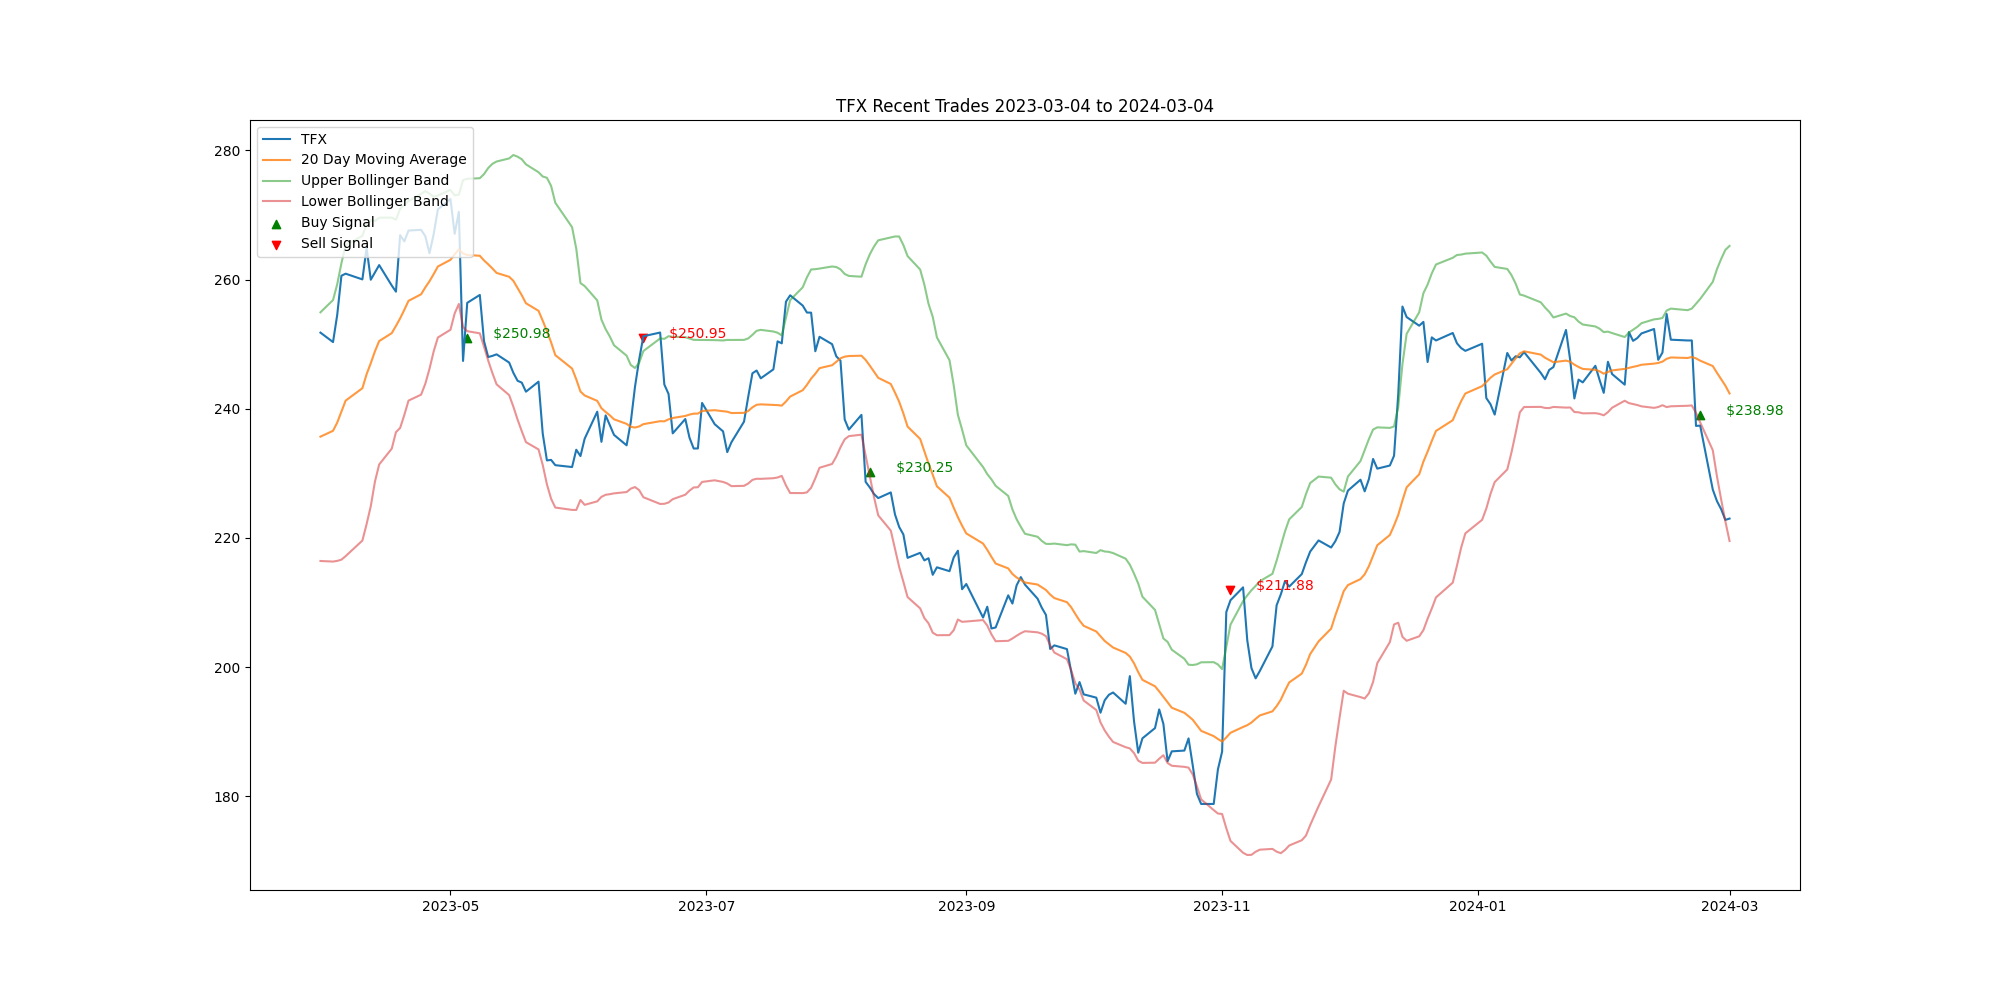 TFX Recent Trades 2023-03-04 to 2024-03-04
TFX
20 Day Moving Average
Upper Bollinger Band
Lower Bollinger Band
Buy Signal
Sell Signal
280
260
240
220
200
180
$250.98
$250.95
$230.25
$211.88
$238.98
2023-05
2023-07
2023-09
2023-11
2024-01
2024-03